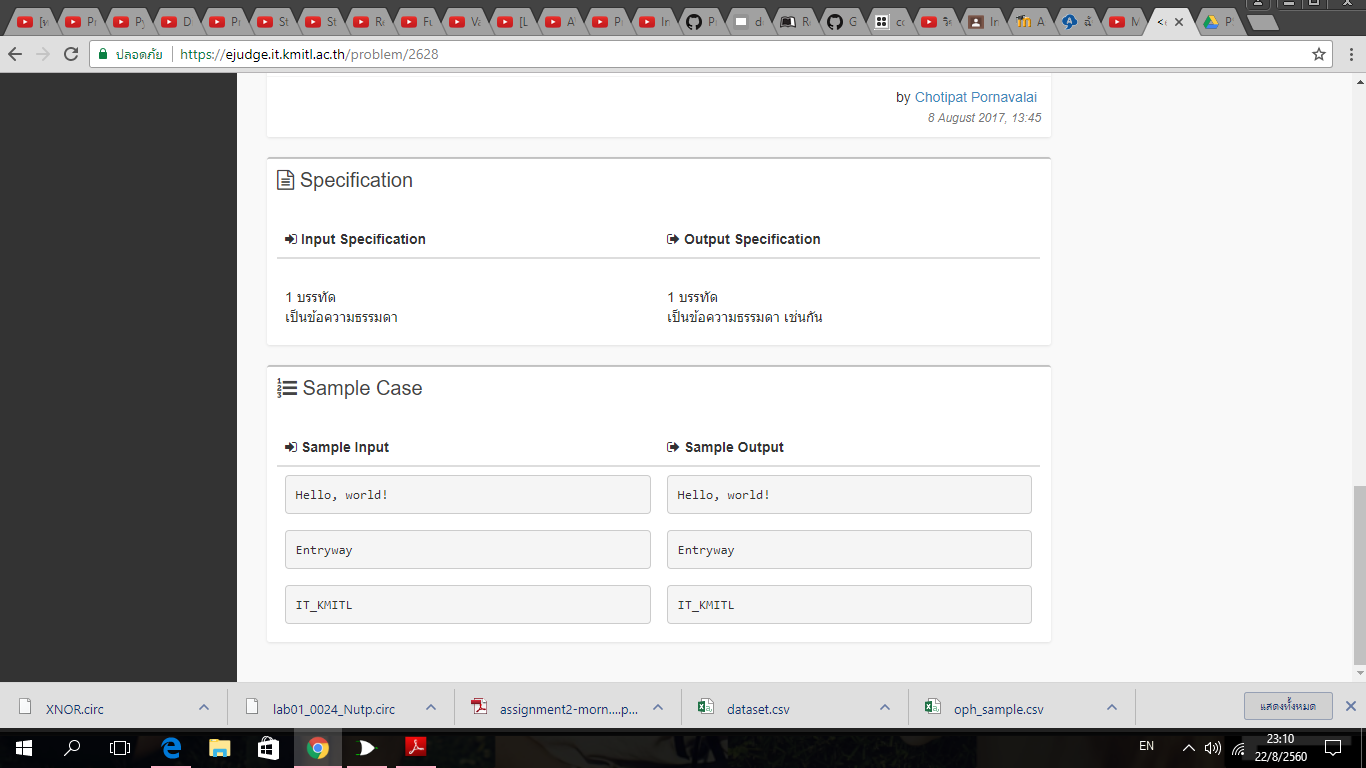 ปลอดภัย https://ejudge.it.kmitl.ac.th/problem/2628
by Chotipat Pornavalai
8 August 2017, 13:45
Specification
Input Specification Output Specification
1 บรรทัด 1 บรรทัด
เป็นข้อความธรรมดา เป็นข้อความธรรมดา เช่นกัน
Sample Case
Sample Input Sample Output
Hello, world! Hello, world!
Entryway Entryway
IT_KMITL IT_KMITL
XNOR.circ lab01_0024_Nutp.circ assignment2-morn....p... dataset.csv oph_sample.csv แสดงทั้งหมด
EN 23:10
22/8/2560